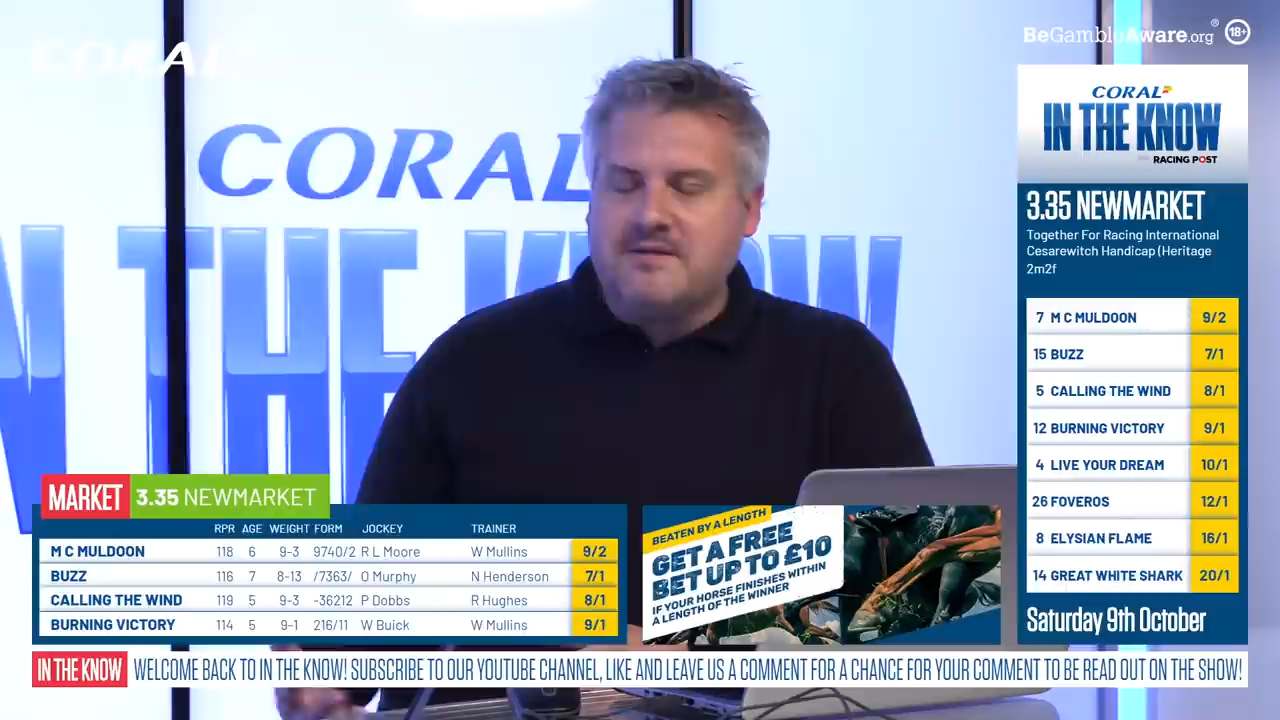 CORAL
BeGambleAware.org® 18+
CORAL
IN THE KNOW
CORAL
IN THE KNOW
RACING POST
3.35 NEWMARKET
Together For Racing International
Cesarewitch Handicap (Heritage
2m2f
7 M C MULDOON 9/2
15 BUZZ 7/1
5 CALLING THE WIND 8/1
12 BURNING VICTORY 9/1
4 LIVE YOUR DREAM 10/1
26 FOVEROS 12/1
8 ELYSIAN FLAME 16/1
14 GREAT WHITE SHARK 20/1
Saturday 9th October
MARKET 3.35 NEWMARKET
RPR AGE WEIGHT FORM JOCKEY TRAINER
M C MULDOON 118 6 9-3 9740/2 R L Moore W Mullins 9/2
BUZZ 116 7 8-13 /7363/ O Murphy N Henderson 7/1
CALLING THE WIND 119 5 9-3 -36212 P Dobbs R Hughes 8/1
BURNING VICTORY 114 5 9-1 216/11 W Buick W Mullins 9/1
BEATEN BY A LENGTH
GET A FREE
BET UP TO £10
IF YOUR HORSE FINISHES WITHIN
A LENGTH OF THE WINNER
IN THE KNOW WELCOME BACK TO IN THE KNOW! SUBSCRIBE TO OUR YOUTUBE CHANNEL, LIKE AND LEAVE US A COMMENT FOR A CHANCE FOR YOUR COMMENT TO BE READ OUT ON THE SHOW!